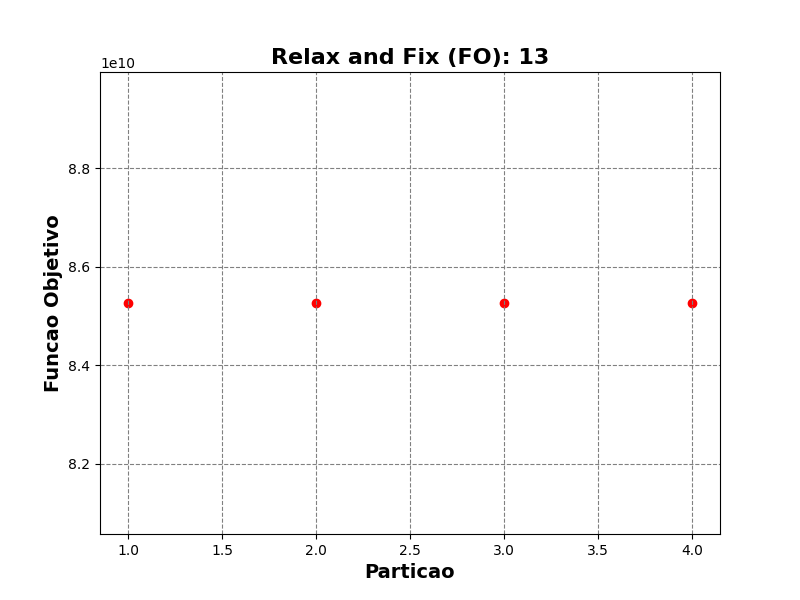 Relax and Fix (FO): 13
1e10
8.8
8.6
8.4
8.2
Funcao Objetivo
1.0 1.5 2.0 2.5 3.0 3.5 4.0
Particao